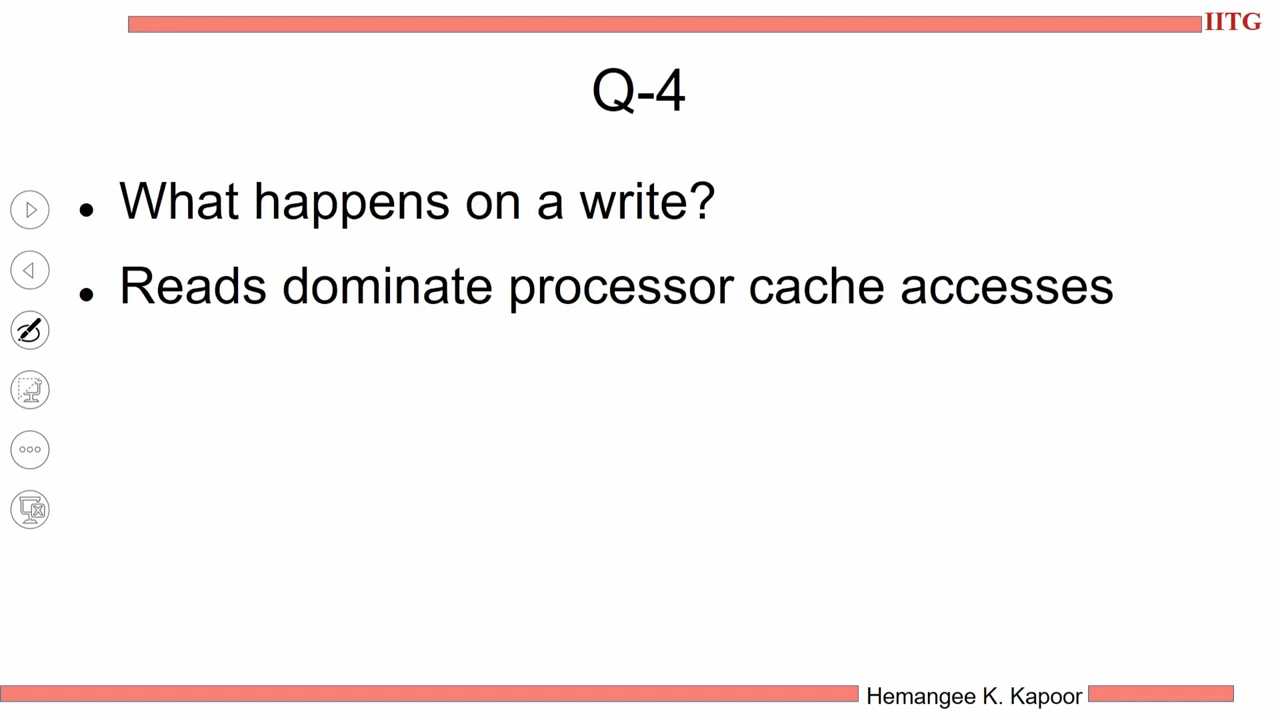 IITG
Q-4
• What happens on a write?
• Reads dominate processor cache accesses
Hemangee K. Kapoor